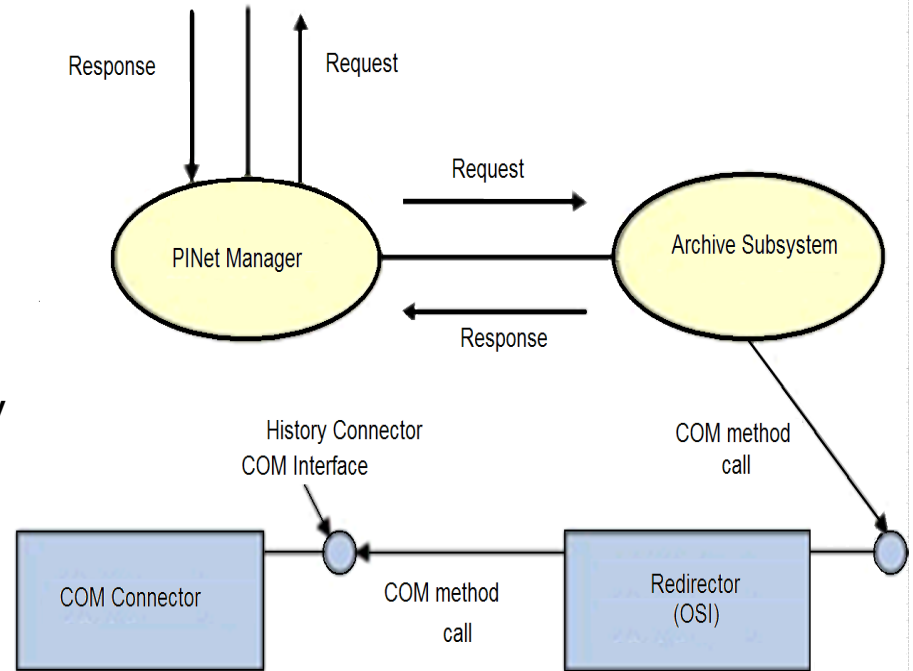 Response
Request
Request
PINet Manager
Archive Subsystem
Response
History Connector
COM Interface
COM method
call
COM Connector
COM method
call
Redirector
(OSI)